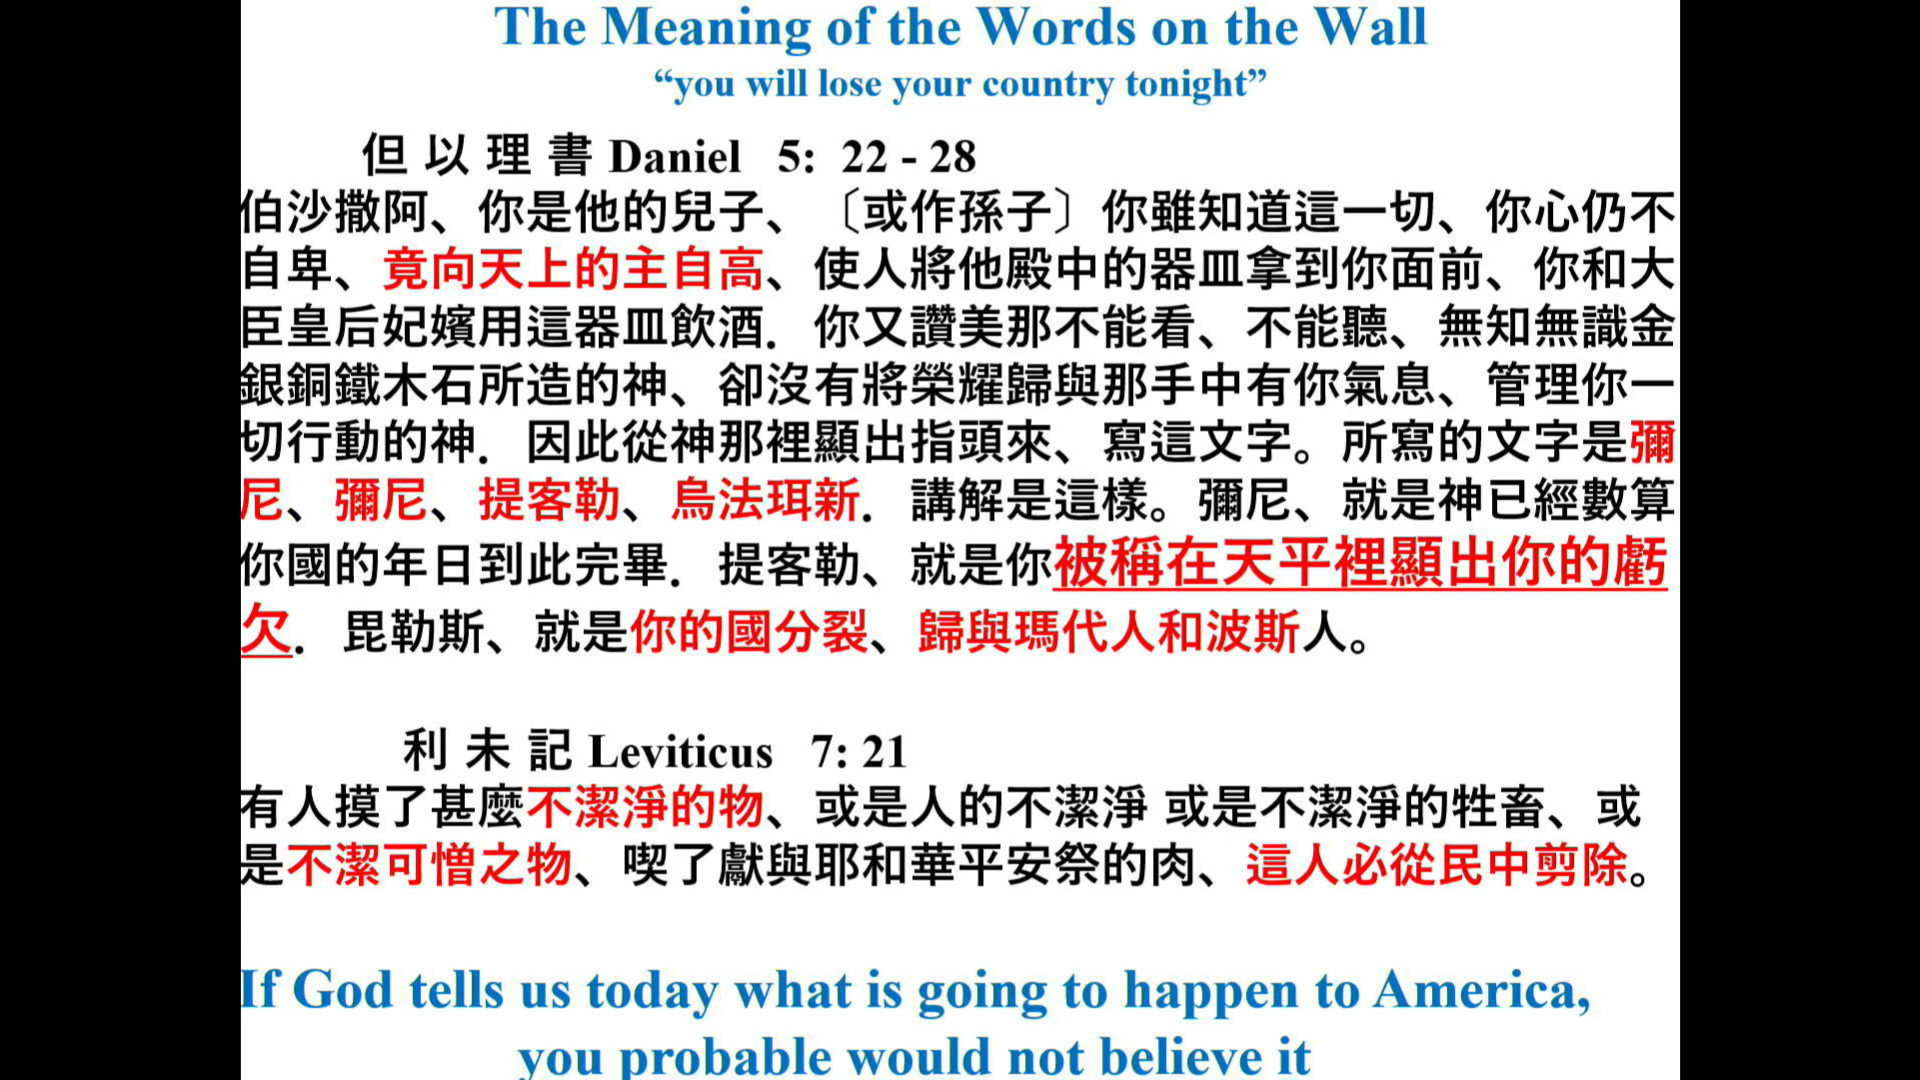 The Meaning of the Words on the Wall
“you will lose your country tonight”
但 以 理 書 Daniel 5: 22 - 28
伯沙撒阿、你是他的兒子、〔或作孫子〕你雖知道這一切、你心仍不
自卑、竟向天上的主自高、使人將他殿中的器皿拿到你面前、你和大
臣皇后妃嬪用這器皿飲酒．你又讚美那不能看、不能聽、無知無識金
銀銅鐵木石所造的神、卻沒有將榮耀歸與那手中有你氣息、管理你一
切行動的神．因此從神那裡顯出指頭來、寫這文字。所寫的文字是彌
尼、彌尼、提客勒、烏法珥新．講解是這樣。彌尼、就是神已經數算
你國的年日到此完畢．提客勒、就是你被稱在天平裡顯出你的虧
欠．毘勒斯、就是你的國分裂、歸與瑪代人和波斯人。
利 未 記 Leviticus 7: 21
有人摸了甚麼不潔淨的物、或是人的不潔淨 或是不潔淨的牲畜、或
是不潔可憎之物、喫了獻與耶和華平安祭的肉、這人必從民中剪除。
If God tells us today what is going to happen to America,
you probable would not believe it